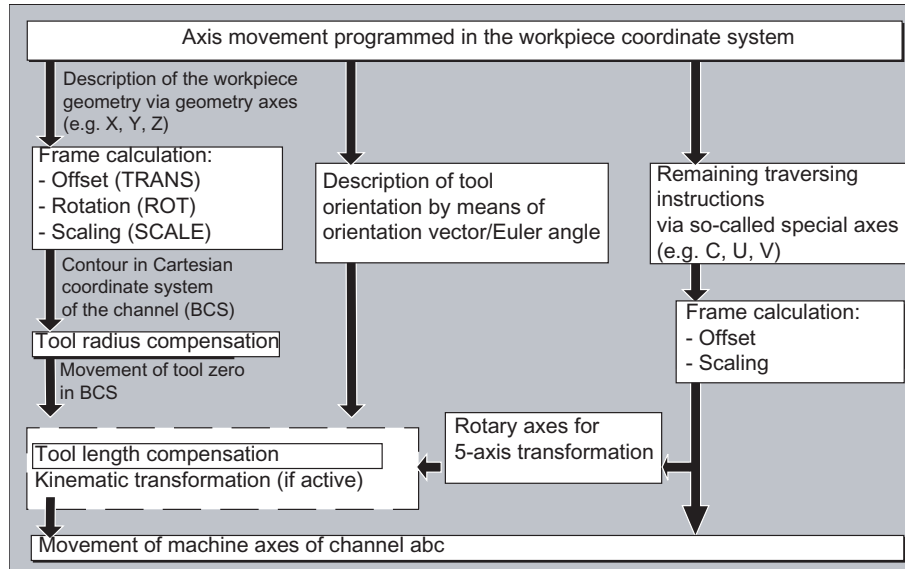 Axis movement programmed in the workpiece coordinate system
Description of the workpiece
geometry via geometry axes
(e.g. X, Y, Z)
Frame calculation:
- Offset (TRANS)
- Rotation (ROT)
- Scaling (SCALE)
Contour in Cartesian
coordinate system
of the channel (BCS)
Tool radius compensation
Movement of tool zero
in BCS
Description of tool
orientation by means of
orientation vector/Euler angle
Remaining traversing
instructions
via so-called special axes
(e.g. C, U, V)
Frame calculation:
- Offset
- Scaling
Rotary axes for
5-axis transformation
Tool length compensation
Kinematic transformation (if active)
Movement of machine axes of channel abc